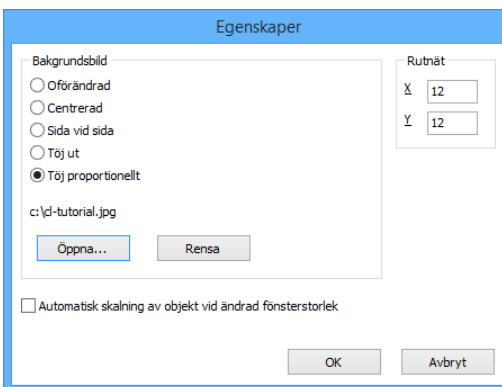 Egenskaper
Bakgrundsbild
Oförändrad
Centrerad
Sida vid sida
Töj ut
Töj proportionellt
c:\cl-tutorial.jpg
Öppna...
Rensa
Rutnät
X 12
Y 12
Automatisk skalning av objekt vid ändrad fönsterstorlek
OK
Avbryt